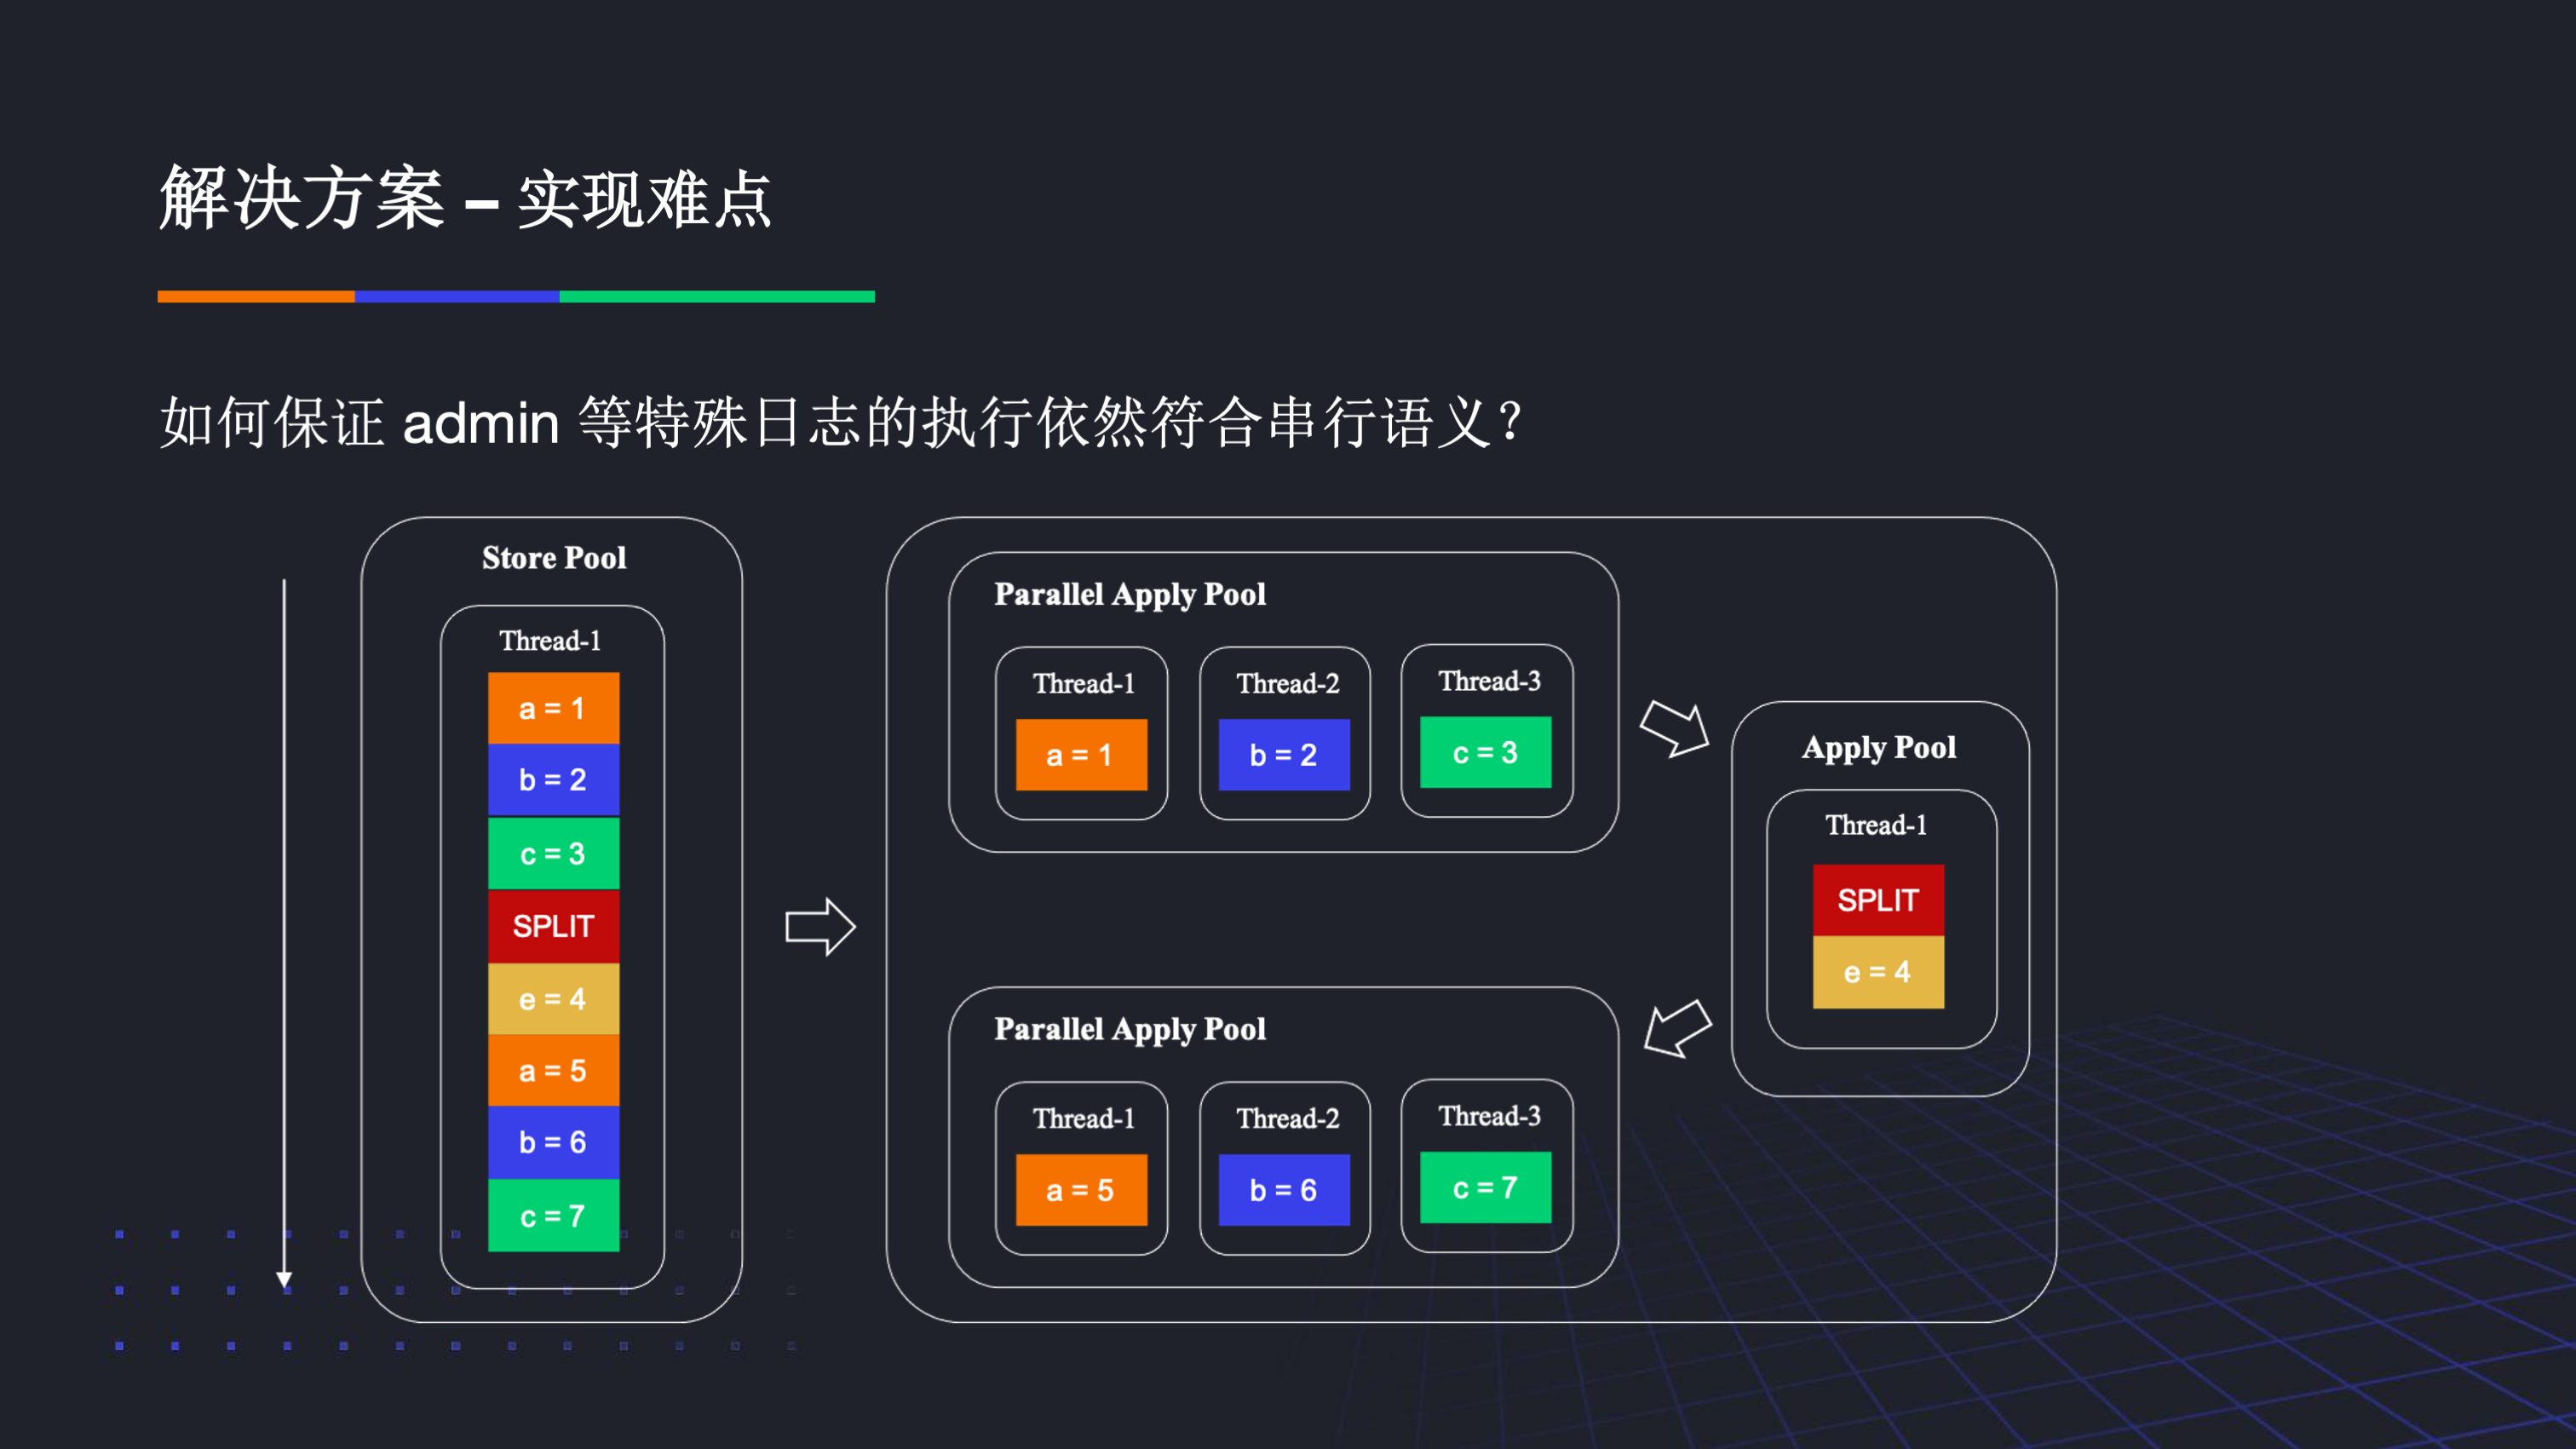 解决方案 – 实现难点
如何保证 admin 等特殊日志的执行依然符合串行语义？
Store Pool
Thread-1
a = 1
b = 2
c = 3
SPLIT
e = 4
a = 5
b = 6
c = 7
Parallel Apply Pool
Thread-1
a = 1
Thread-2
b = 2
Thread-3
c = 3
Apply Pool
Thread-1
SPLIT
e = 4
Parallel Apply Pool
Thread-1
a = 5
Thread-2
b = 6
Thread-3
c = 7